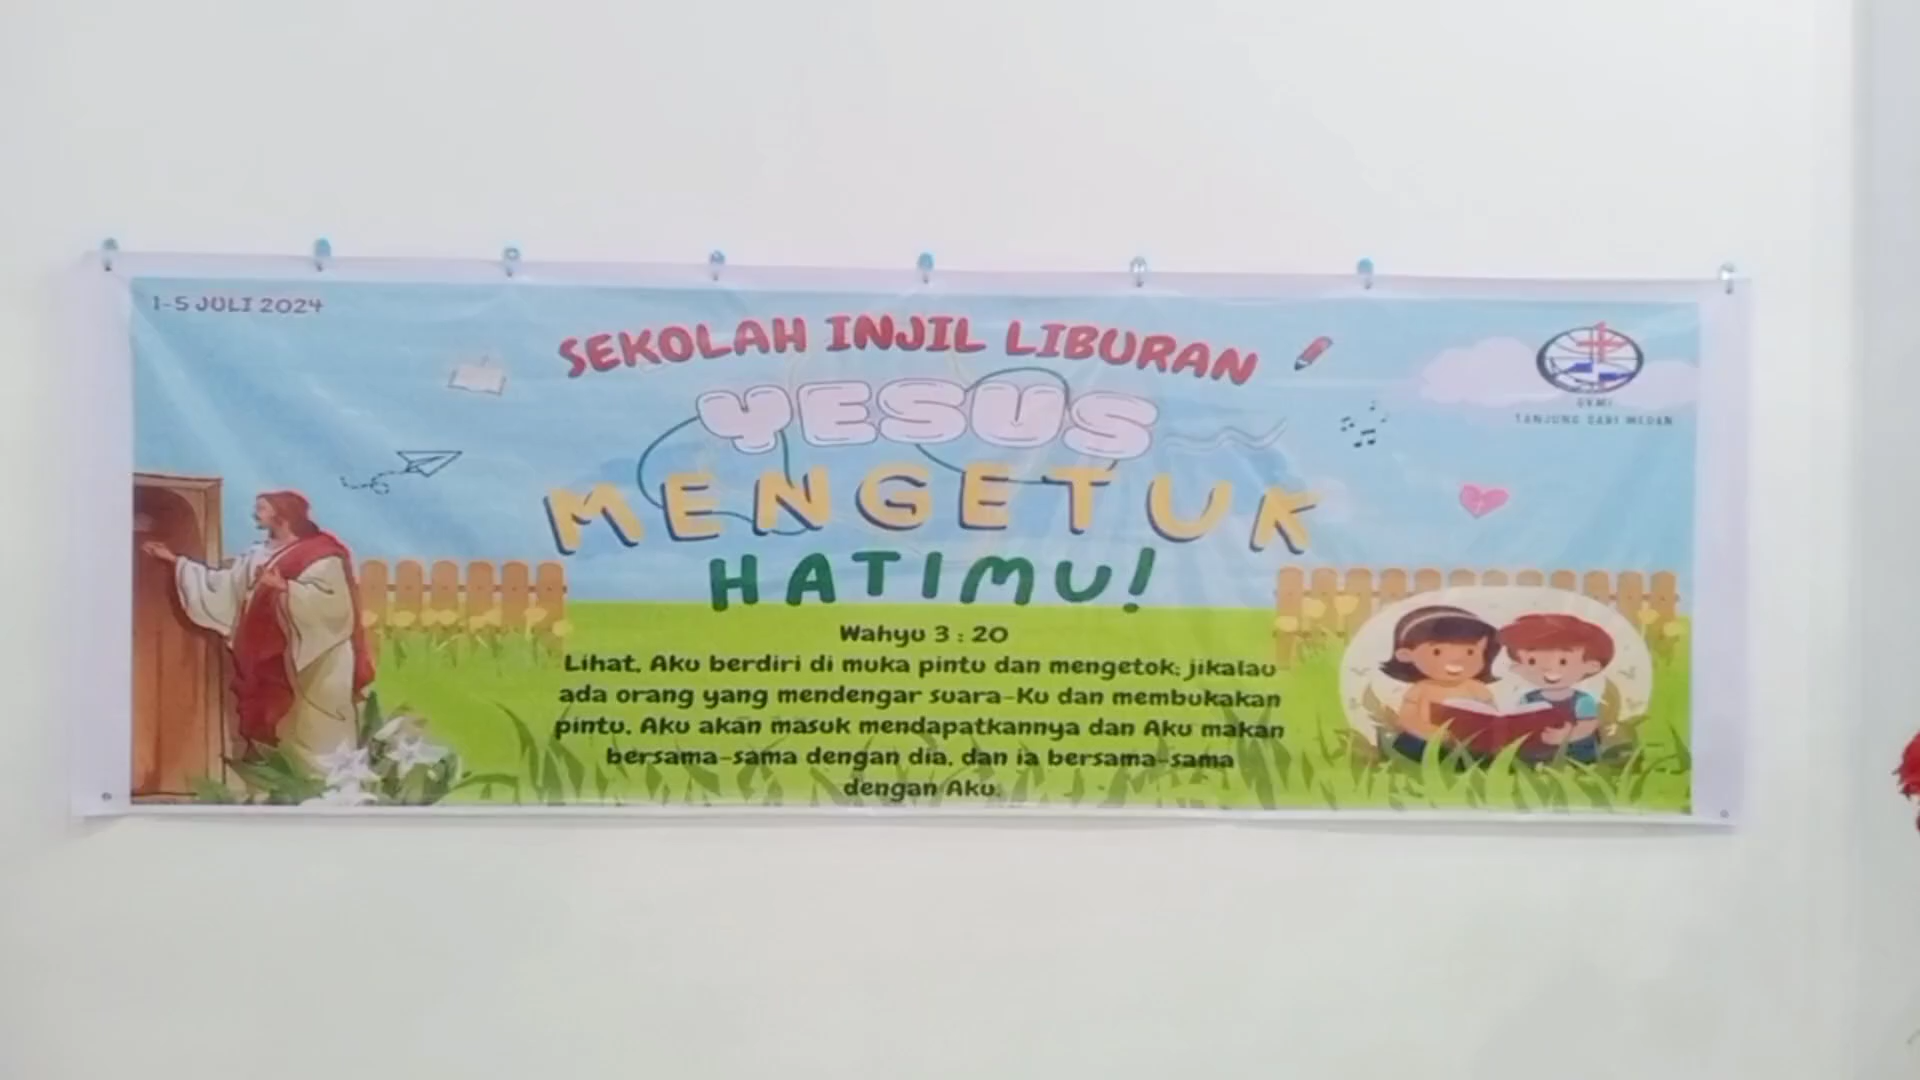 1-5 JULI 2024
SEKOLAH INJIL LIBURAN
YESUS
MENGETUK
HATIMU!
GKMI
TANJUNG SARI MEDAN
Wahyu 3 : 20
Lihat, Aku berdiri di muka pintu dan mengetok; jikalau
ada orang yang mendengar suara-Ku dan membukakan
pintu, Aku akan masuk mendapatkannya dan Aku makan
bersama-sama dengan dia, dan ia bersama-sama
dengan Aku.